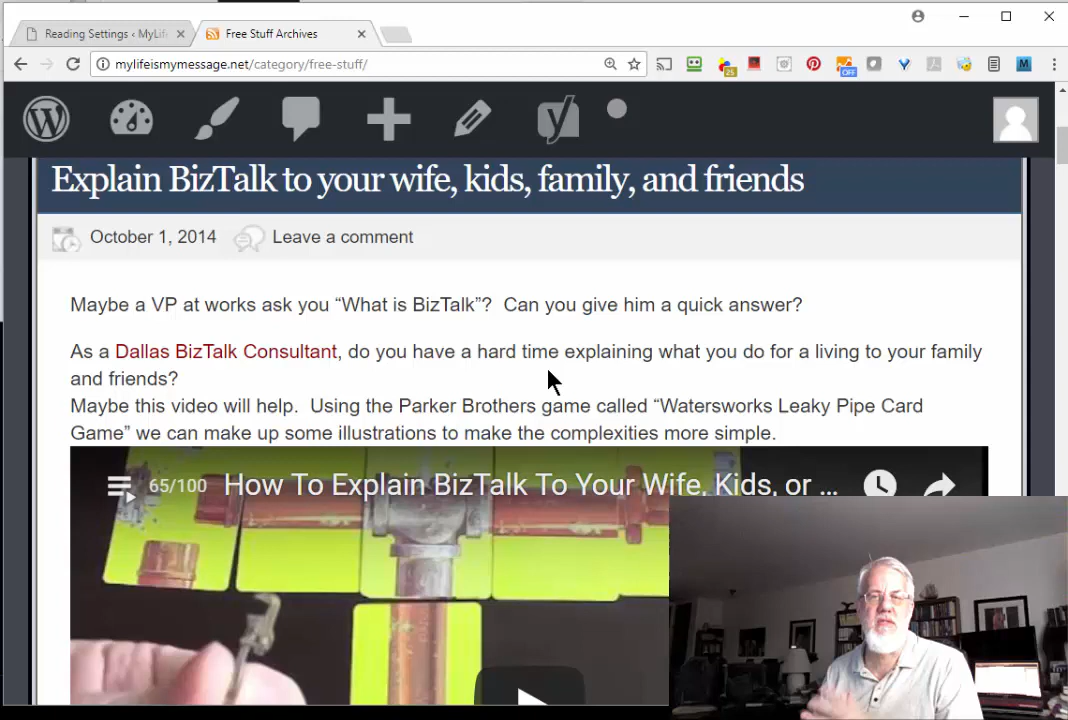 Reading Settings ‹ MyLif
Free Stuff Archives
mylifeismymessage.net/category/free-stuff/
25
OFF
M
Explain BizTalk to your wife, kids, family, and friends
October 1, 2014 Leave a comment
Maybe a VP at works ask you “What is BizTalk”? Can you give him a quick answer?
As a Dallas BizTalk Consultant, do you have a hard time explaining what you do for a living to your family
and friends?
Maybe this video will help. Using the Parker Brothers game called “Watersworks Leaky Pipe Card
Game” we can make up some illustrations to make the complexities more simple.
65/100 How To Explain BizTalk To Your Wife, Kids, or ...